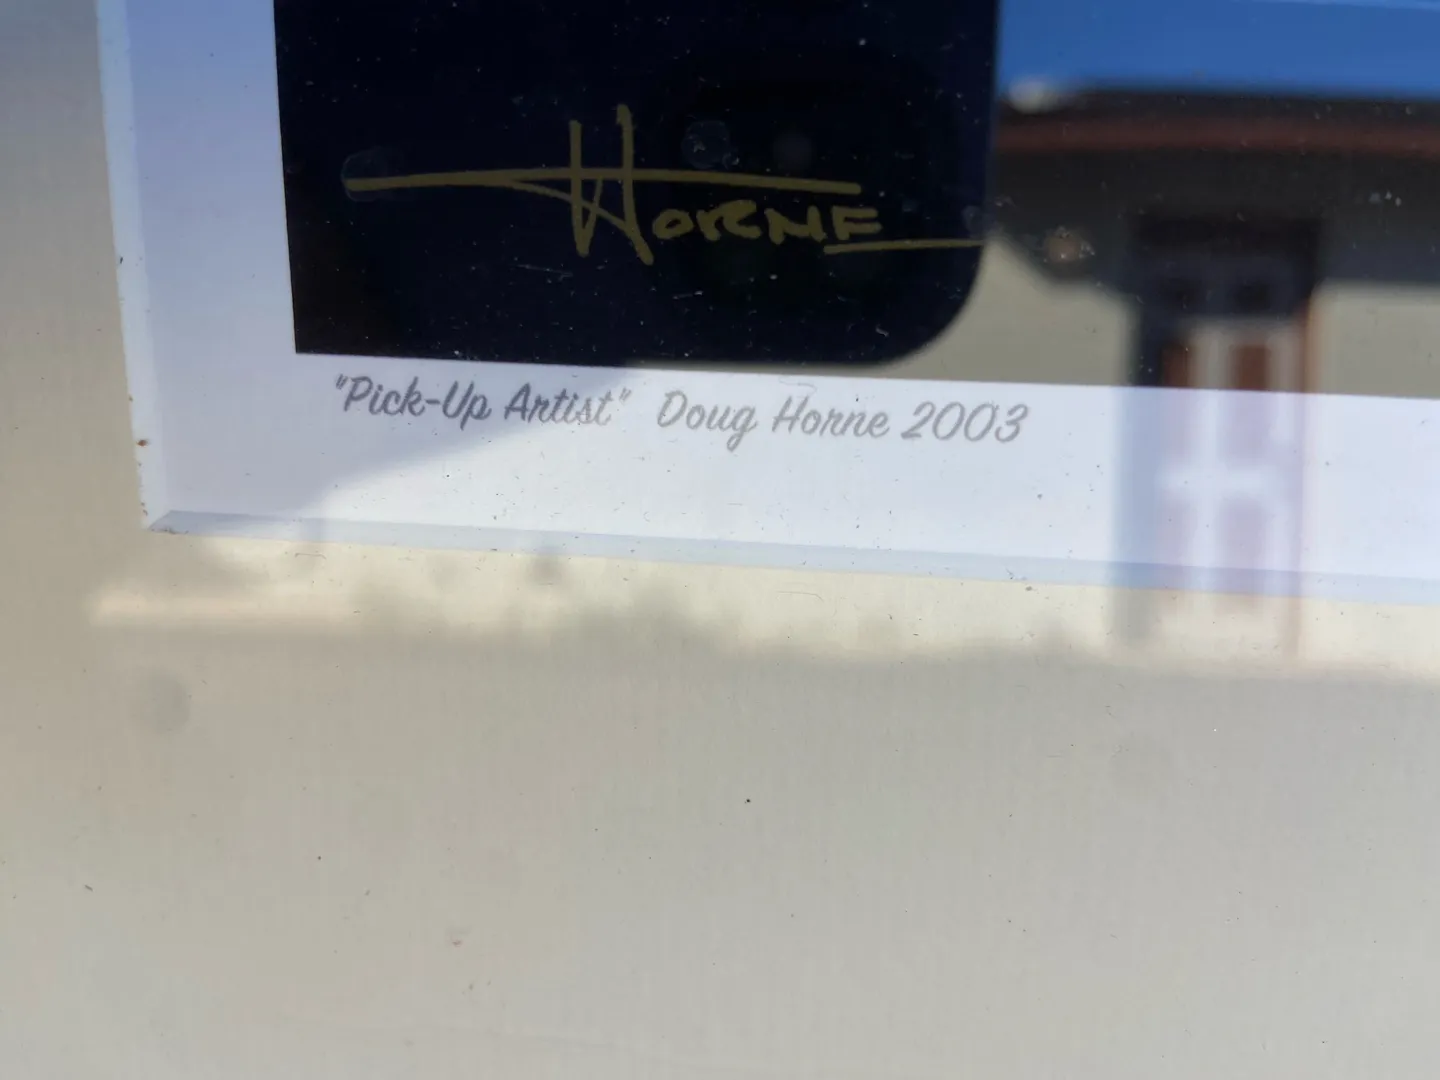 HORNE
"Pick-Up Artist" Doug Horne 2003